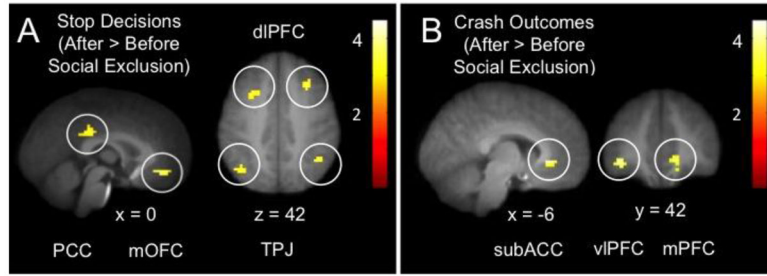 A
Stop Decisions
(After > Before
Social Exclusion)
dlPFC
4
2
x = 0
z = 42
PCC
mOFC
TPJ
B
Crash Outcomes
(After > Before
Social Exclusion)
4
2
x = -6
y = 42
subACC
vlPFC
mPFC